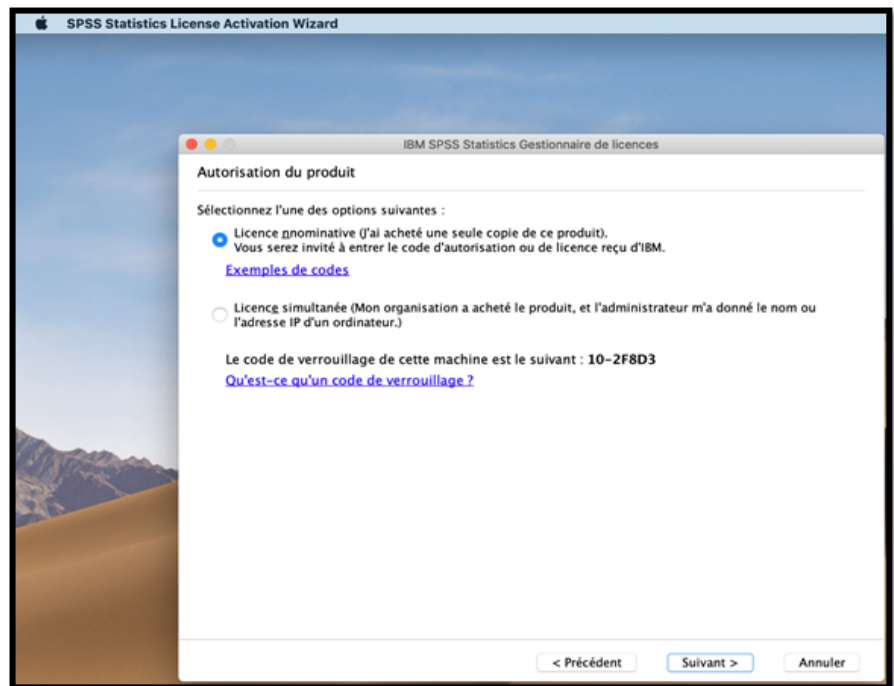 SPSS Statistics License Activation Wizard
IBM SPSS Statistics Gestionnaire de licences
Autorisation du produit
Sélectionnez l'une des options suivantes :
Licence nnominative (J'ai acheté une seule copie de ce produit).
Vous serez invité à entrer le code d'autorisation ou de licence reçu d'IBM.
Exemples de codes
Licence simultanée (Mon organisation a acheté le produit, et l'administrateur m'a donné le nom ou
l'adresse IP d'un ordinateur.)
Le code de verrouillage de cette machine est le suivant : 10-2F8D3
Qu'est-ce qu'un code de verrouillage ?
< Précédent
Suivant >
Annuler